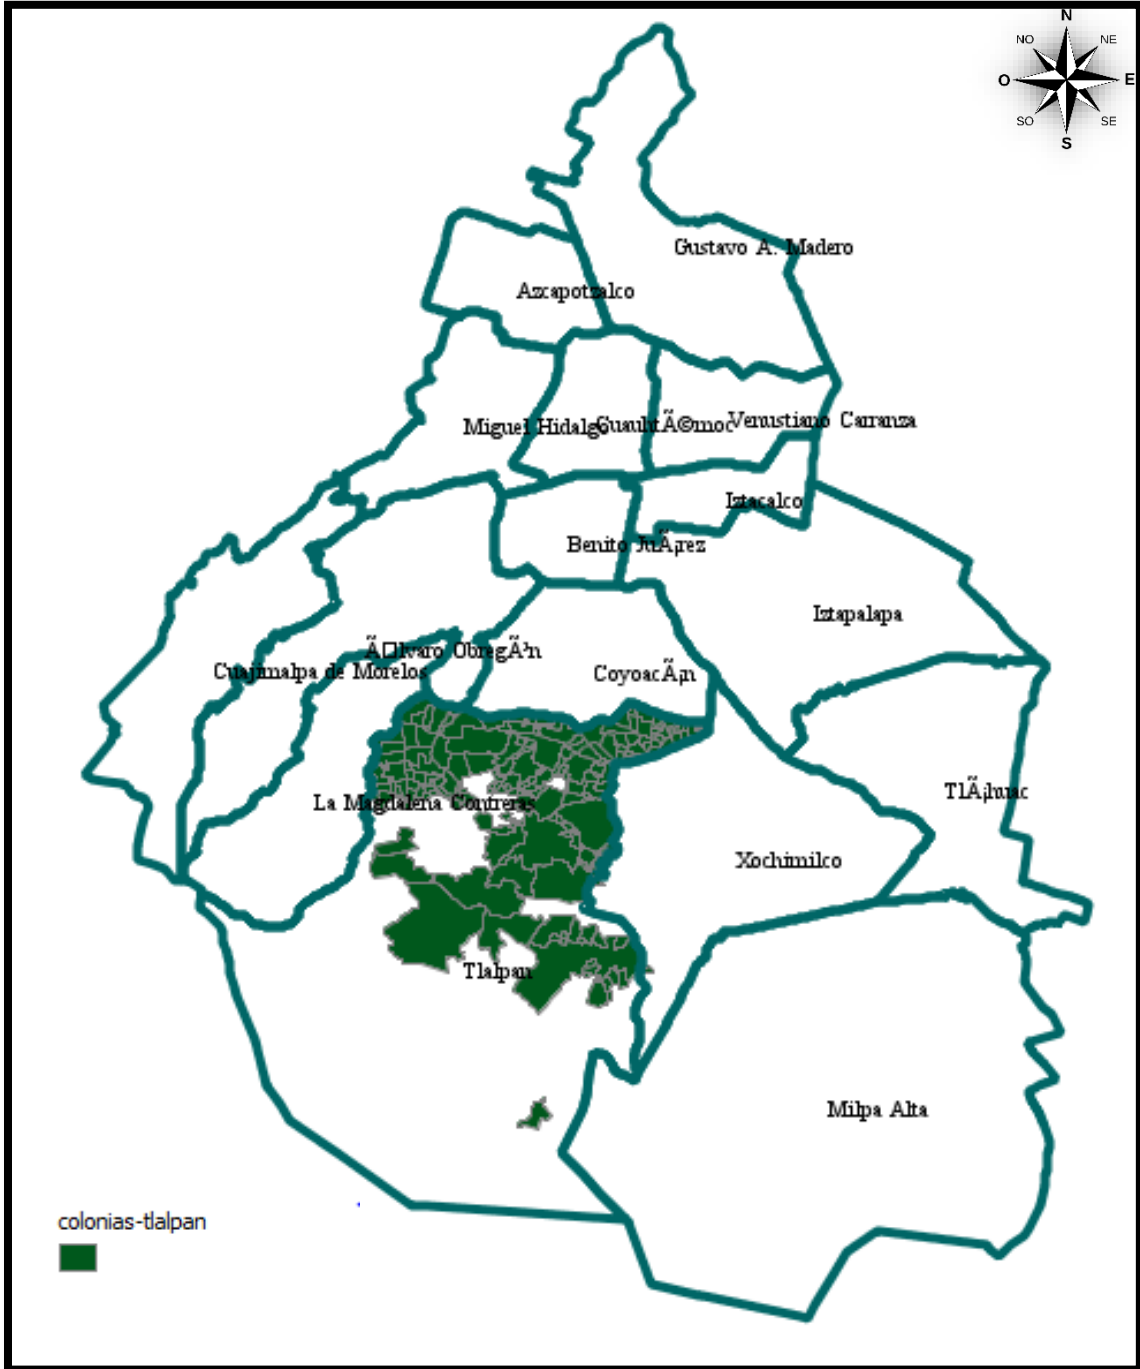 N
NO
NE
O
E
SO
SE
S
Gustavo A. Madero
Azcapotzalco
Miguel Hidalgo
CuauhtÃ©moc
Venustiano Carranza
Iztacalco
Benito JuÃ¡rez
Iztapalapa
Ã□lvaro ObregÃ³n
Cuajimalpa de Morelos
CoyoacÃ¡n
TlÃ¡huac
La Magdalena Contreras
Xochimilco
Tlalpan
Milpa Alta
colonias-tlalpan